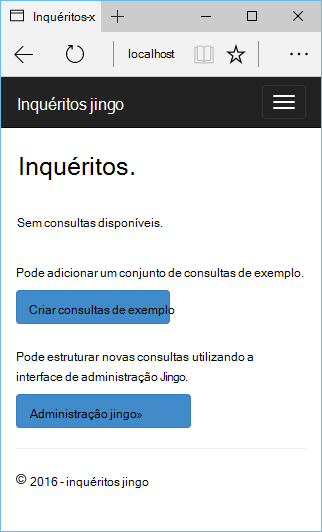 Inquéritos-x
localhost
Inquéritos jingo
Inquéritos.
Sem consultas disponíveis.
Pode adicionar um conjunto de consultas de exemplo.
Criar consultas de exemplo
Pode estruturar novas consultas utilizando a
interface de administração Jingo.
Administração jingo»
© 2016 - inquéritos jingo